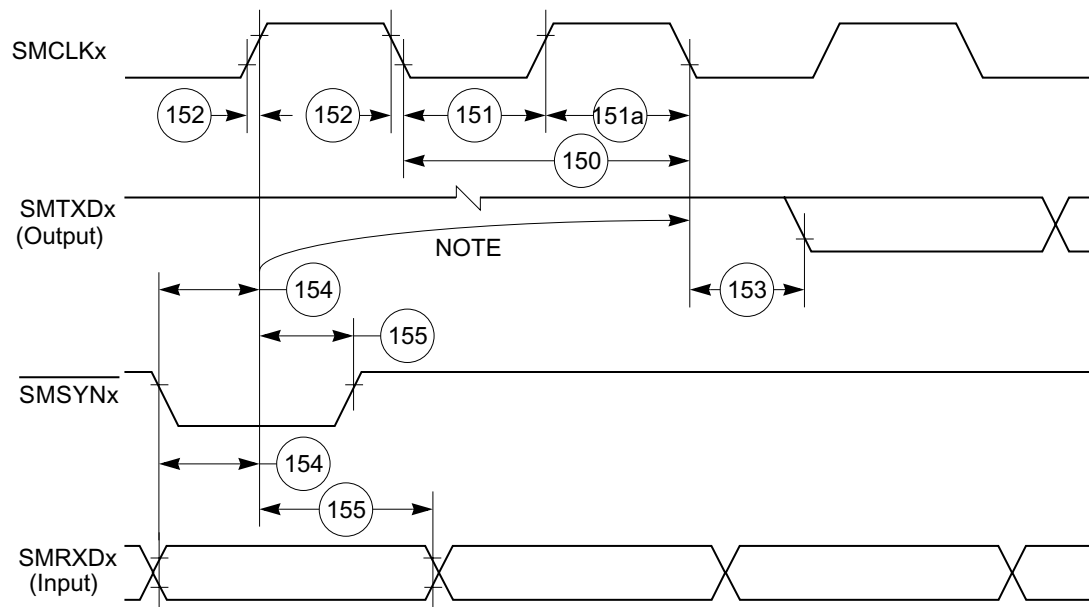 SMCLKx
152
152
151
151a
150
SMTXDx
(Output)
NOTE
154
153
155
SMSYNx
154
155
SMRXDx
(Input)